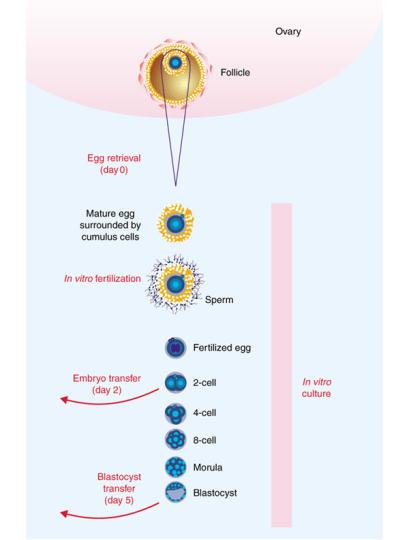 Ovary
Follicle
Egg retrieval
(day 0)
Mature egg
surrounded by
cumulus cells
In vitro fertilization
Sperm
Fertilized egg
Embryo transfer
(day 2)
2-cell
In vitro
culture
4-cell
8-cell
Morula
Blastocyst
transfer
(day 5)
Blastocyst